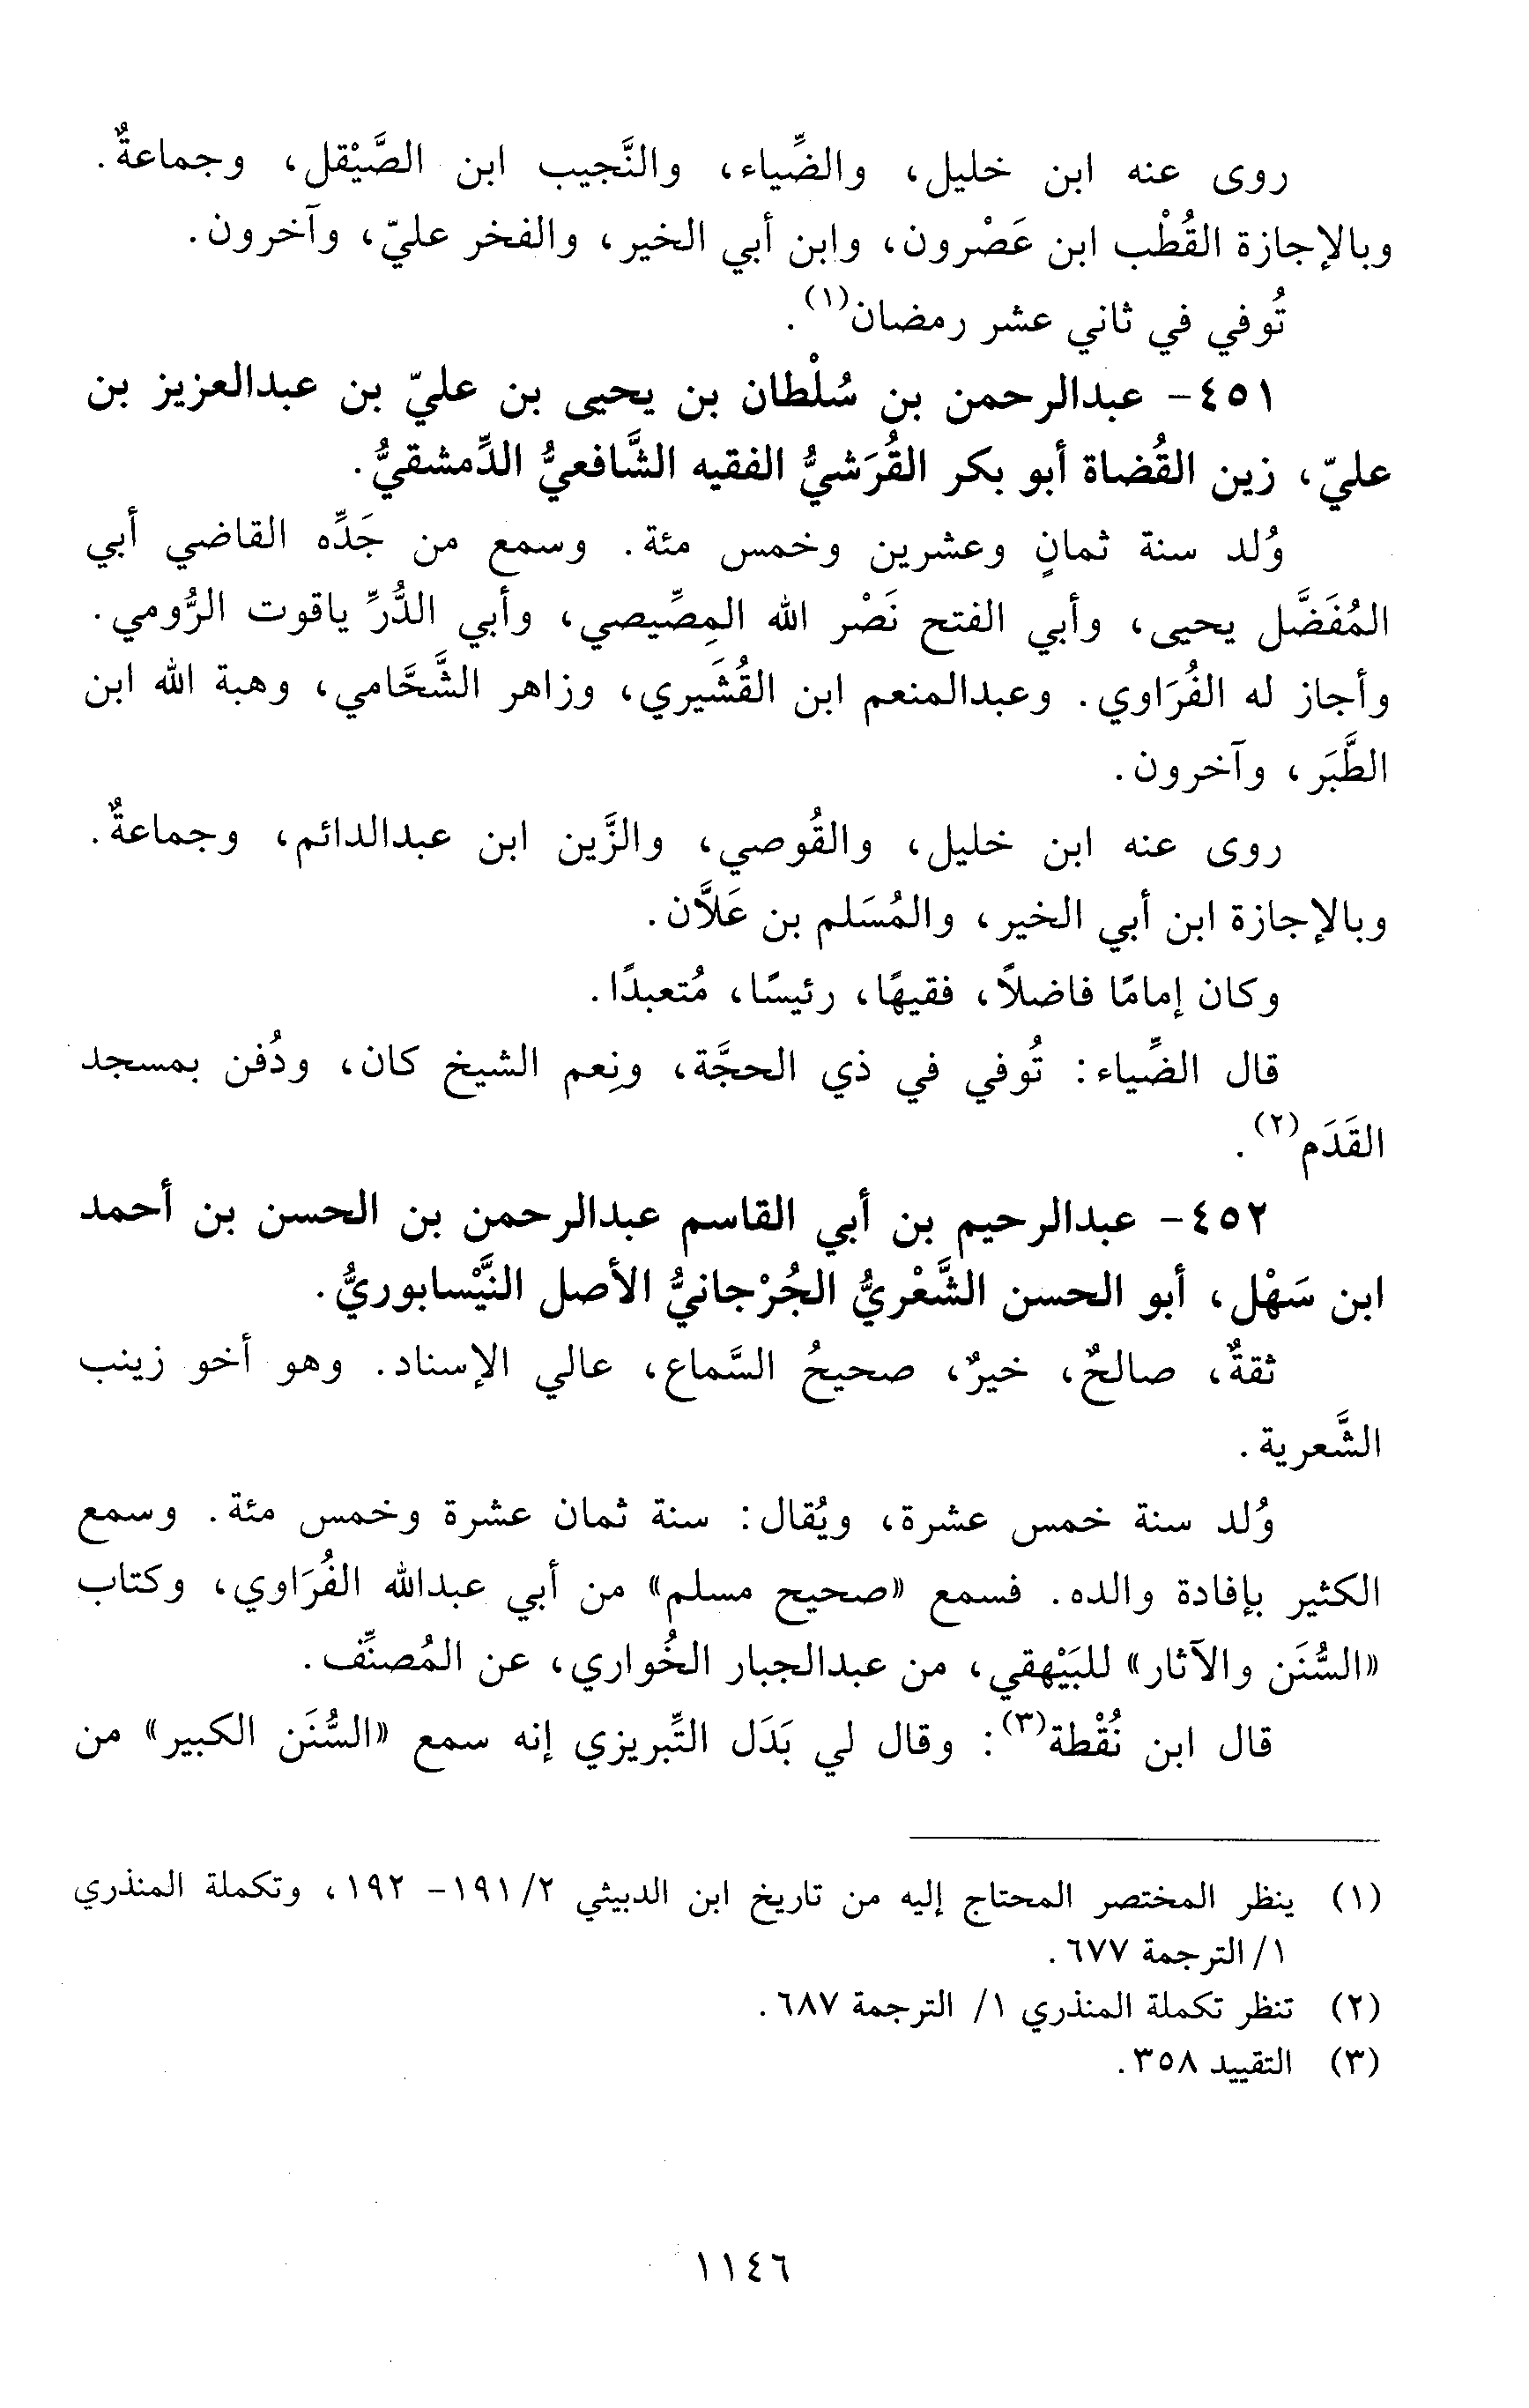 روى عنه ابن خليل، والضِّياء، والنَّجيب ابن الصَّيْقل، وجماعةٌ.
وبالإجازة القُطْب ابن عَصْرون، وابن أبي الخير، والفخر عليّ، وآخرون.
تُوفي في ثاني عشر رمضان(١).
٤٥١- عبدالرحمن بن سُلْطان بن يحيى بن عليّ بن عبدالعزيز بن
عليّ، زين القُضاة أبو بكر القُرَشيُّ الفقيه الشَّافعيُّ الدِّمشقيُّ.
وُلد سنة ثمانٍ وعشرين وخمس مئة. وسمع من جَدِّه القاضي أبي
المُفَضَّل يحيى، وأبي الفتح نَصْر الله المِصِّيصي، وأبي الدُّرِّ ياقوت الرُّومي.
وأجاز له الفُرَاوي. وعبدالمنعم ابن القُشَيري، وزاهر الشَّحَّامي، وهبة الله ابن
الطَّبَر، وآخرون.
روى عنه ابن خليل، والقُوصي، والزَّين ابن عبدالدائم، وجماعةٌ.
وبالإجازة ابن أبي الخير، والمُسَلم بن عَلاَّن.
وكان إمامًا فاضلاً، فقيهًا، رئيسًا، مُتعبدًا.
قال الضِّياء: تُوفي في ذي الحجَّة، ونِعم الشيخ كان، ودُفن بمسجد
القَدَم(٢).
٤٥٢- عبدالرحيم بن أبي القاسم عبدالرحمن بن الحسن بن أحمد
ابن سَهْل، أبو الحسن الشَّعْريُّ الجُرْجانيُّ الأصل النَّيْسابوريُّ.
ثقةٌ، صالحٌ، خيرٌ، صحيحُ السَّماع، عالي الإسناد. وهو أخو زينب
الشَّعرية.
وُلد سنة خمس عشرة، ويُقال: سنة ثمان عشرة وخمس مئة. وسمع
الكثير بإفادة والده. فسمع «صحيح مسلم» من أبي عبدالله الفُرَاوي، وكتاب
«السُّنَن والآثار» للبَيْهقي، من عبدالجبار الخُواري، عن المُصنِّف.
قال ابن نُقْطة(٣): وقال لي بَدَل التِّبريزي إنه سمع «السُّنَن الكبير» من
(١) ينظر المختصر المحتاج إليه من تاريخ ابن الدبيثي ٢/ ١٩١- ١٩٢، وتكملة المنذري
١/ الترجمة ٦٧٧.
(٢) تنظر تكملة المنذري ١/ الترجمة ٦٨٧.
(٣) التقييد ٣٥٨.
١١٤٦